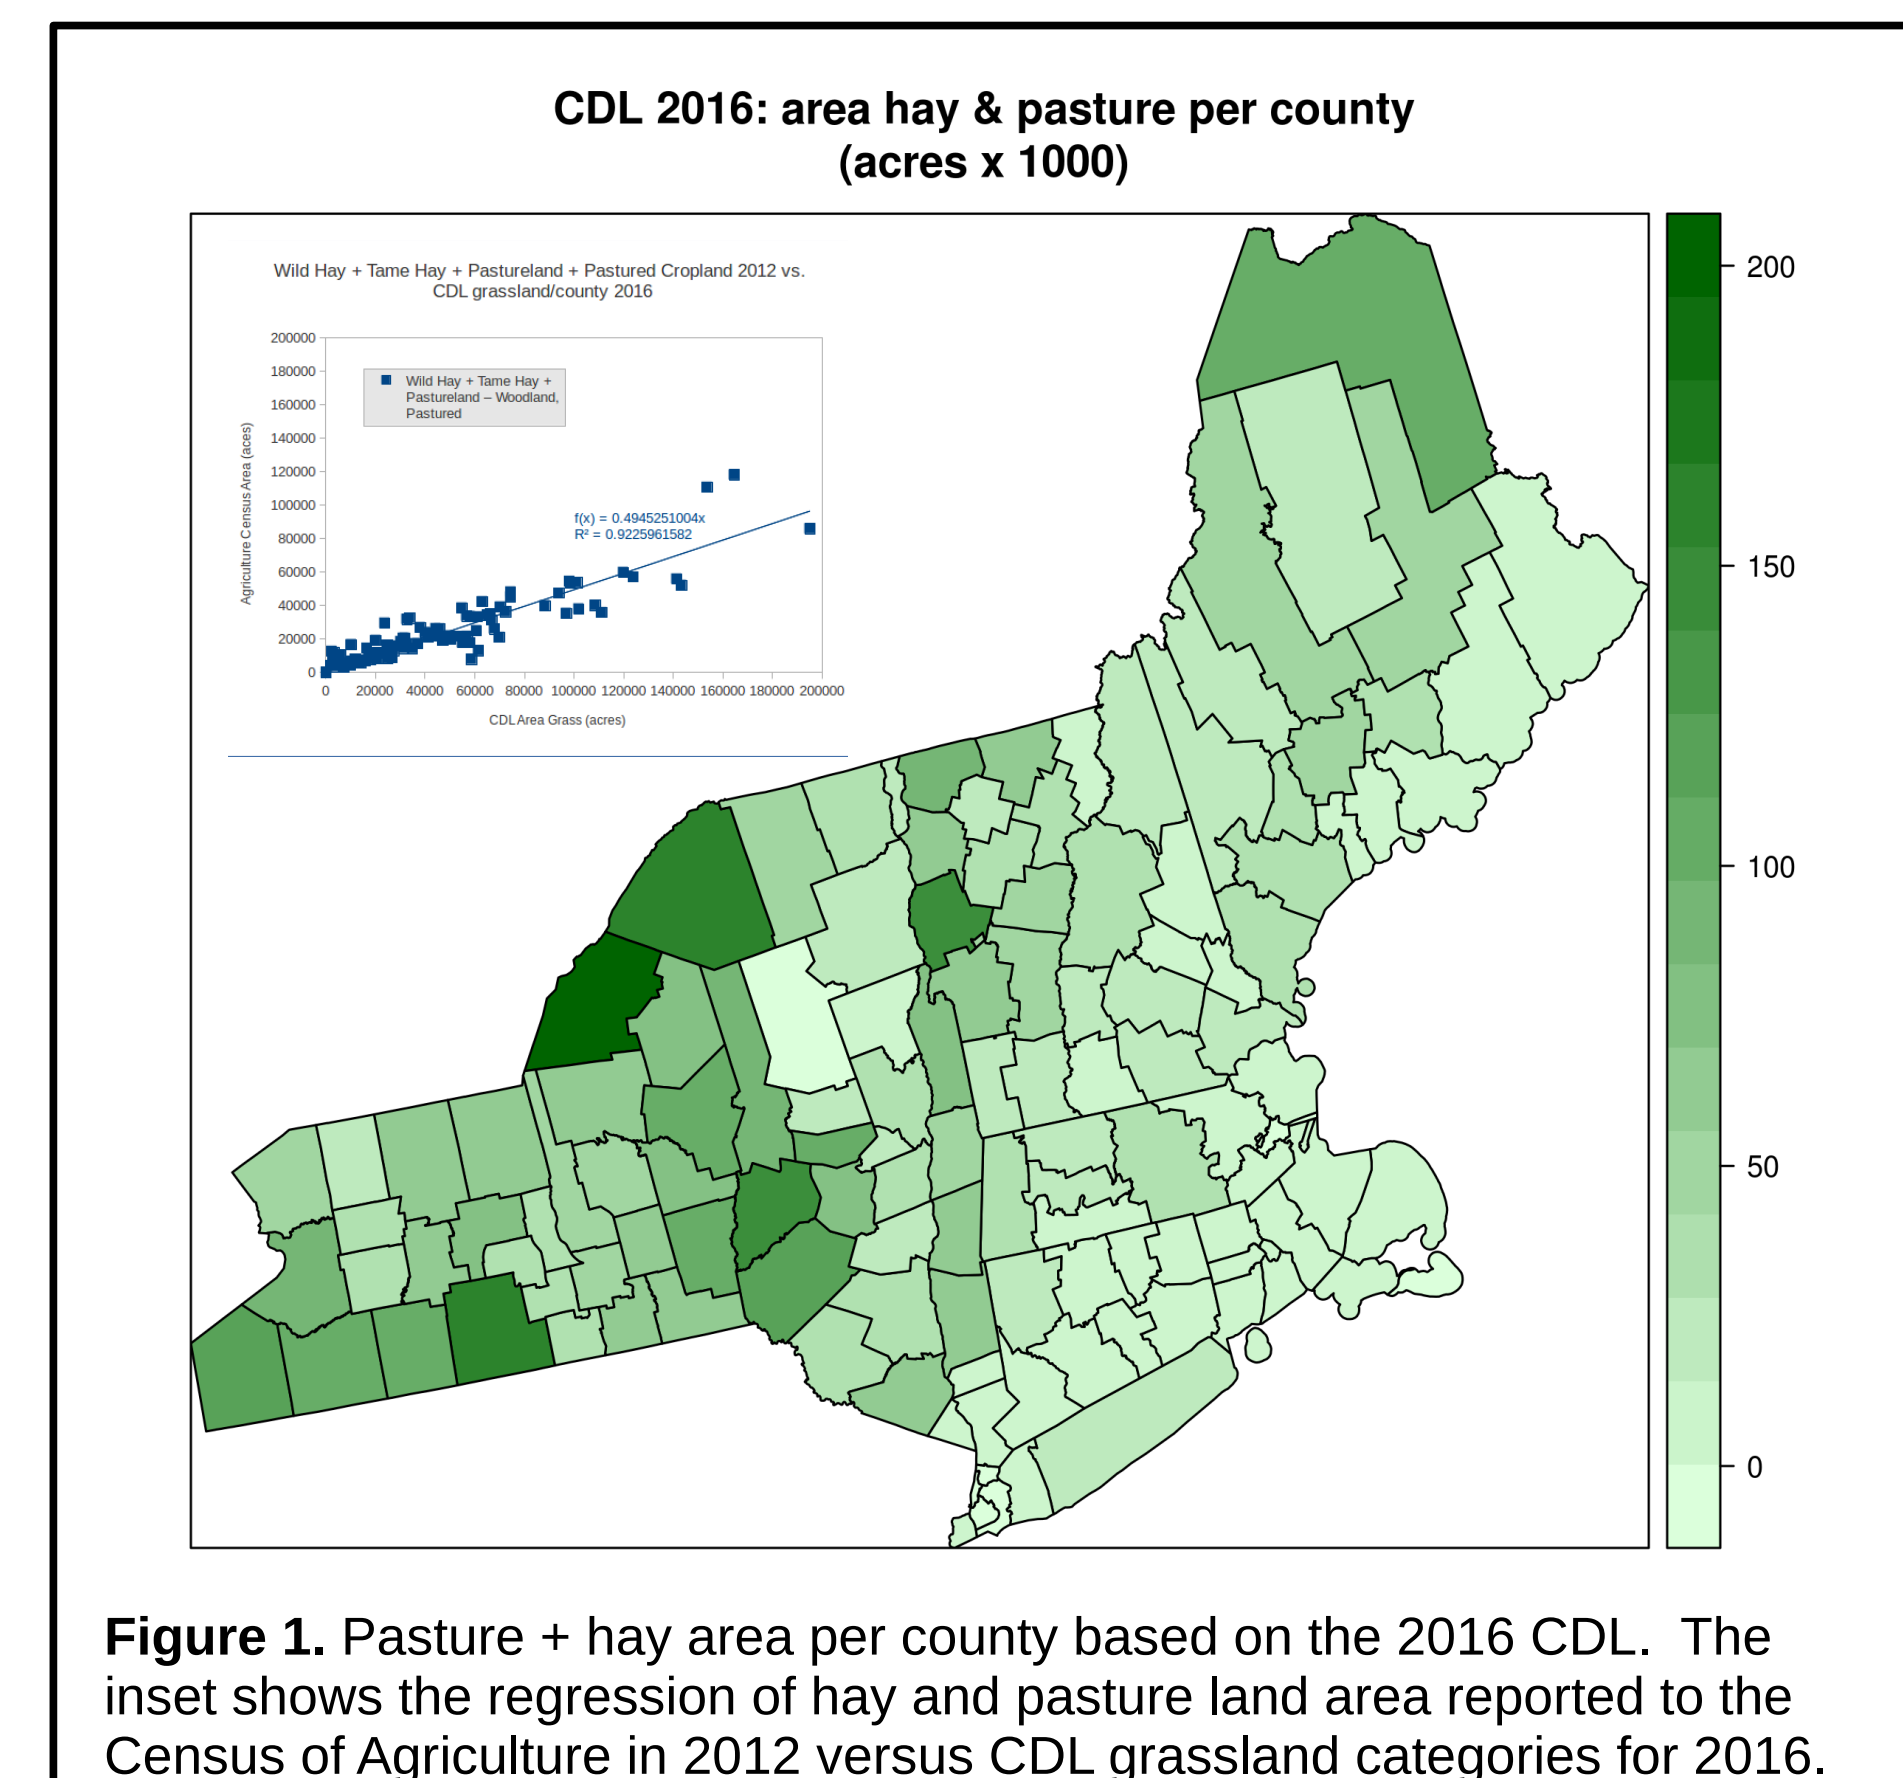 CDL 2016: area hay & pasture per county
(acres x 1000)
Wild Hay + Tame Hay + Pastureland + Pastured Cropland 2012 vs.
CDL grassland/county 2016
200000
180000
160000
140000
120000
100000
80000
60000
40000
20000
0
Agriculture Census Area (aces)
Wild Hay + Tame Hay +
Pastureland – Woodland,
Pastured
f(x) = 0.4945251004x
R² = 0.9225961582
0 20000 40000 60000 80000 100000 120000 140000 160000 180000 200000
CDL Area Grass (acres)
200
150
100
50
0
Figure 1. Pasture + hay area per county based on the 2016 CDL.  The
inset shows the regression of hay and pasture land area reported to the
Census of Agriculture in 2012 versus CDL grassland categories for 2016.